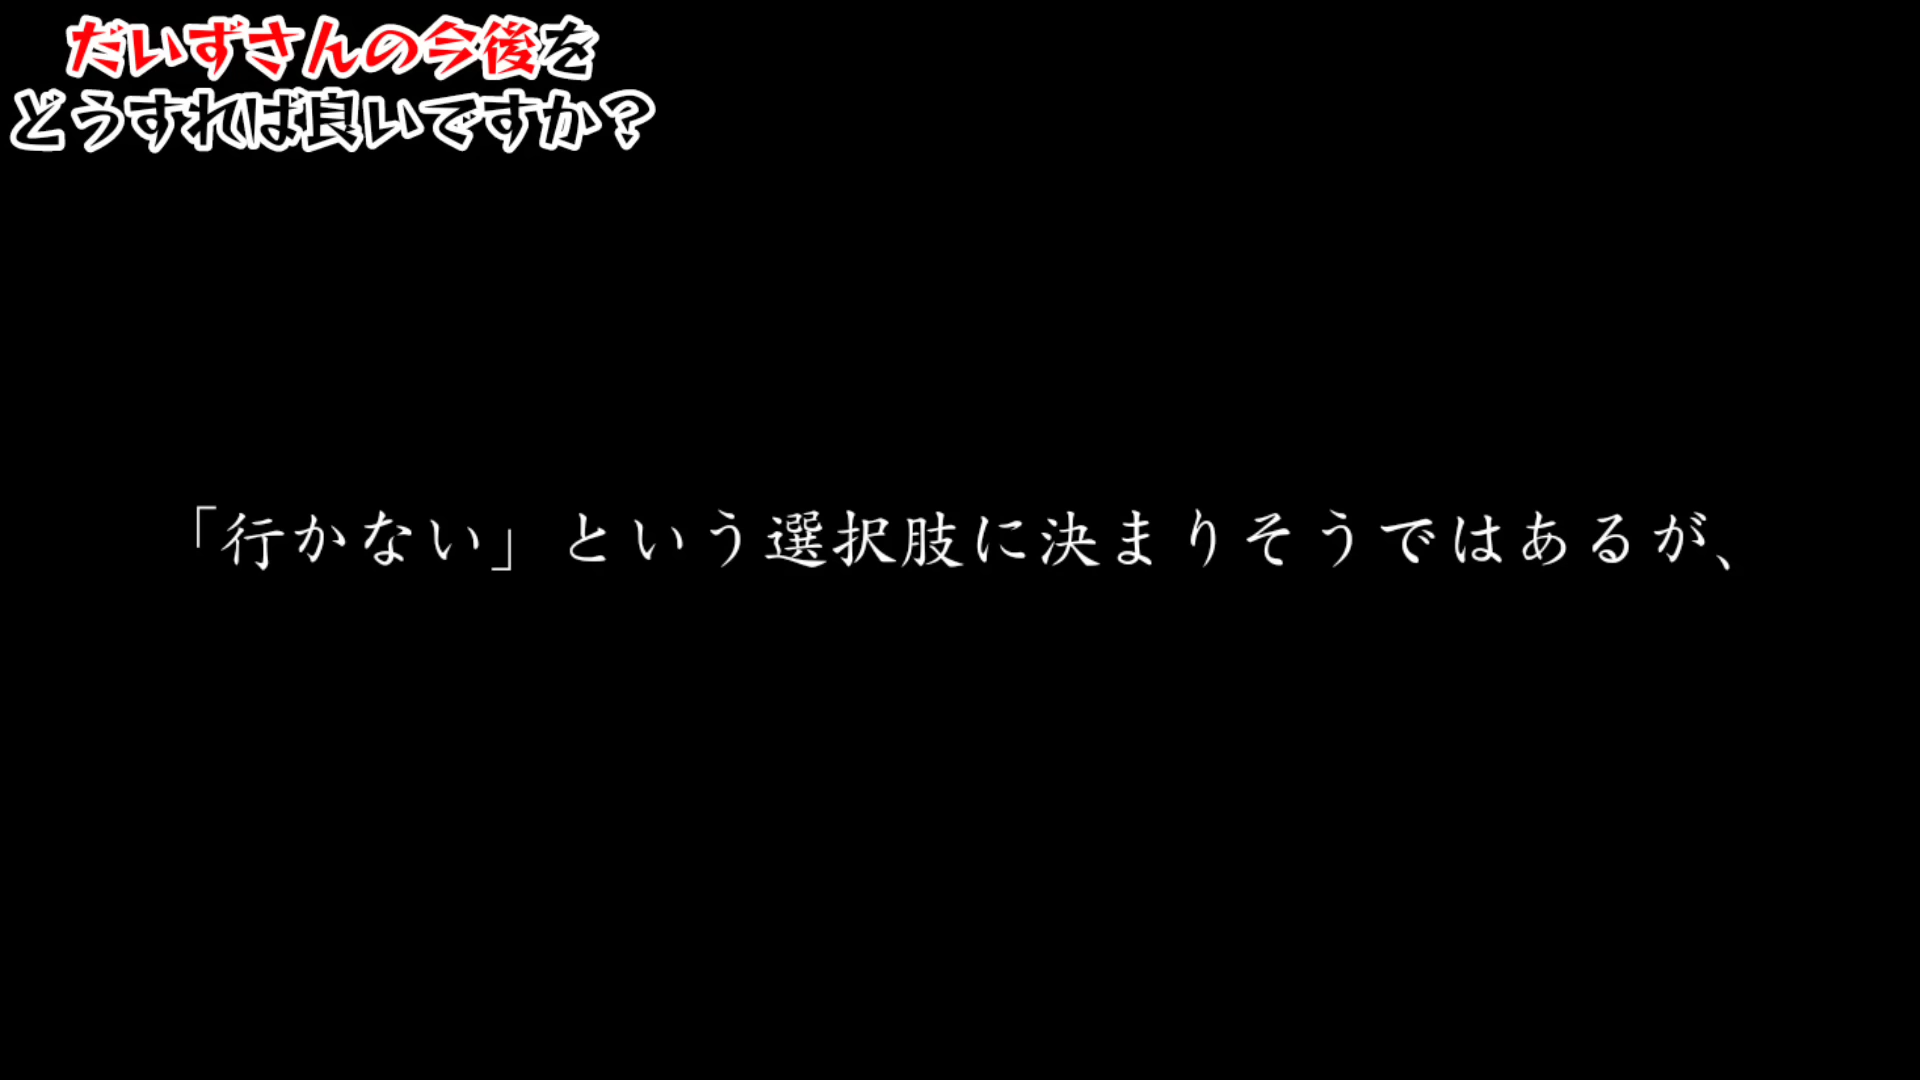 だいずさんの今後を
どうすれば良いですか?
「行かない」という選択肢に決まりそうではあるが、